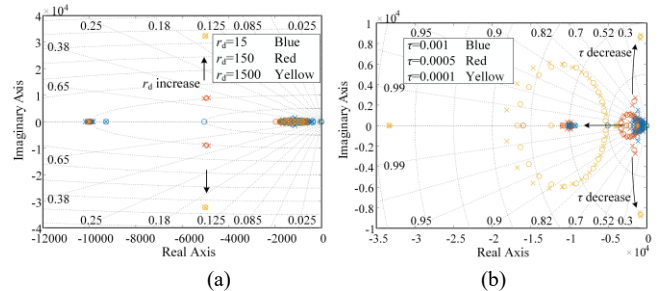 ×10⁴
4
3
2
1
0
-1
-2
-3
-4
0.25 0.18 0.125 0.085 0.025
0.38
0.65
0.65
0.38
0.25 0.18 0.125 0.085 0.025
r_d=15 Blue
r_d=150 Red
r_d=1500 Yellow
r_d increase
-12000 -10000 -8000 -6000 -4000 -2000 0
Real Axis
Imaginary Axis
(a)
×10⁴
1
0.8
0.6
0.4
0.2
0
-0.2
-0.4
-0.6
-0.8
-1
0.95 0.9 0.82 0.7 0.52 0.3
0.99
0.99
0.95 0.9 0.82 0.7 0.52 0.3
τ=0.001 Blue
τ=0.0005 Red
τ=0.0001 Yellow
τ decrease
τ decrease
-3.5 -3 -2.5 -2 -1.5 -1 -0.5 0
×10⁴
Real Axis
Imaginary Axis
(b)